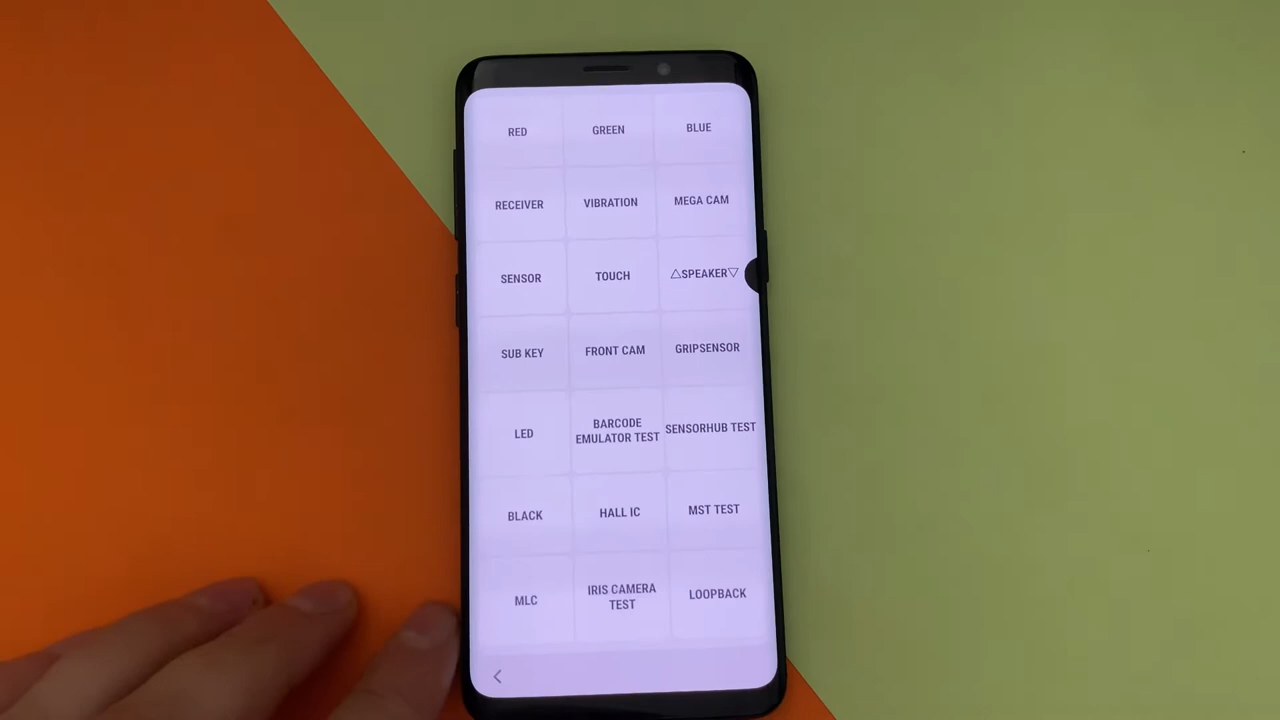 RED
GREEN
BLUE
RECEIVER
VIBRATION
MEGA CAM
SENSOR
TOUCH
△SPEAKER▽
SUB KEY
FRONT CAM
GRIPSENSOR
LED
BARCODE
EMULATOR TEST
SENSORHUB TEST
BLACK
HALL IC
MST TEST
MLC
IRIS CAMERA
TEST
LOOPBACK